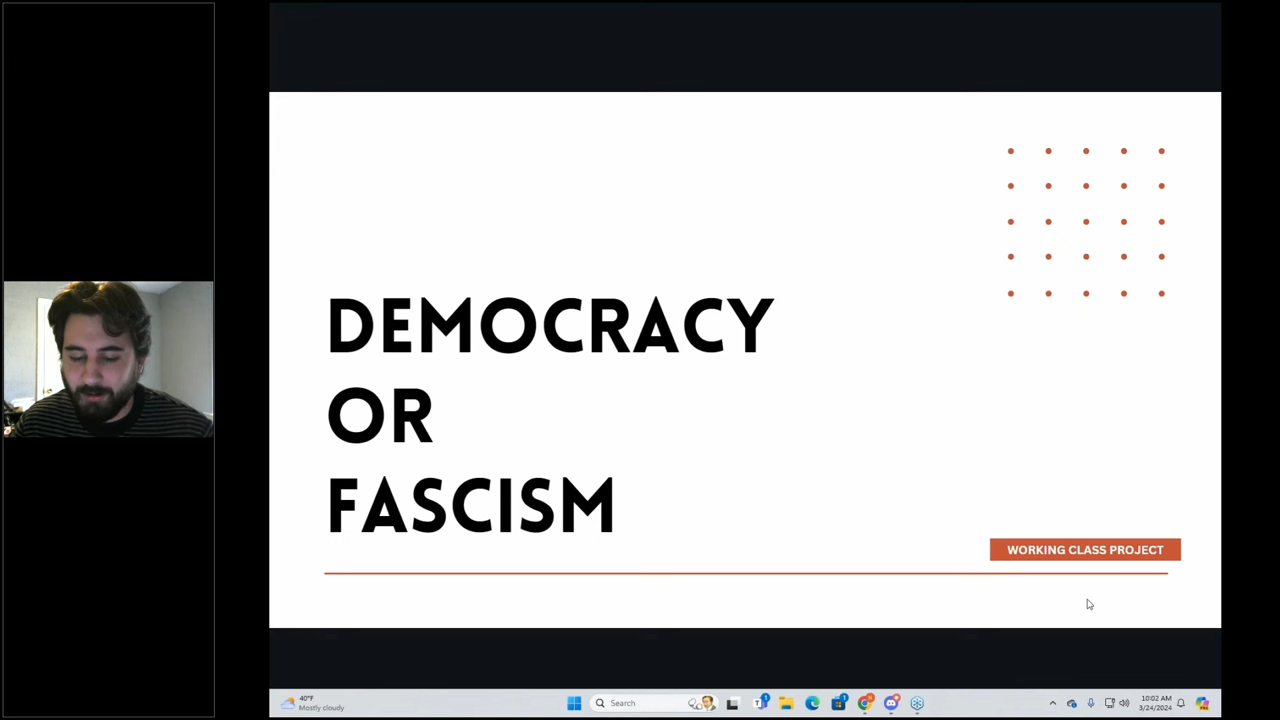 DEMOCRACY
OR
FASCISM
WORKING CLASS PROJECT
40°F
Mostly cloudy
Search
10:02 AM
3/24/2024